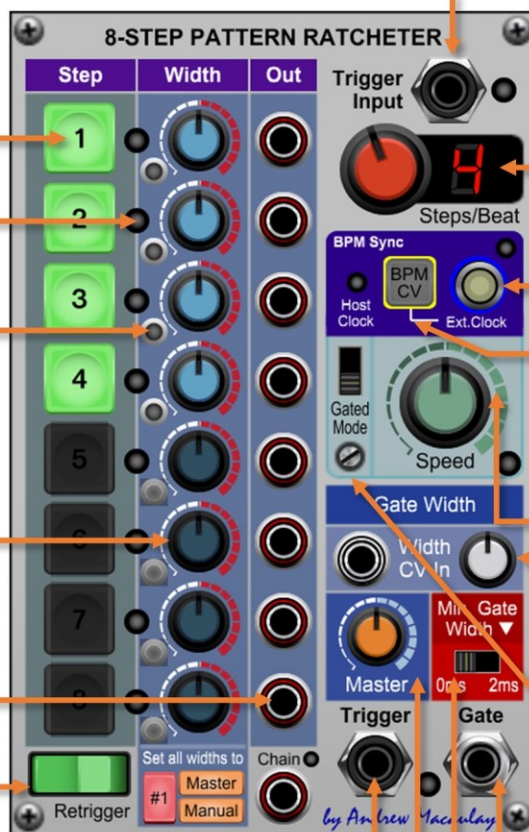 8-STEP PATTERN RATCHETER
Step
Width
Out
1
2
3
4
5
6
7
8
Retrigger
Set all widths to
#1
Master
Manual
Chain
Trigger
Input
4
Steps/Beat
BPM Sync
Host
Clock
BPM
CV
Ext.Clock
Gated
Mode
Speed
Gate Width
Width
CV In
Master
Min Gate
Width ▼
0ms
2ms
Trigger
Gate
by Andrew Macaulay